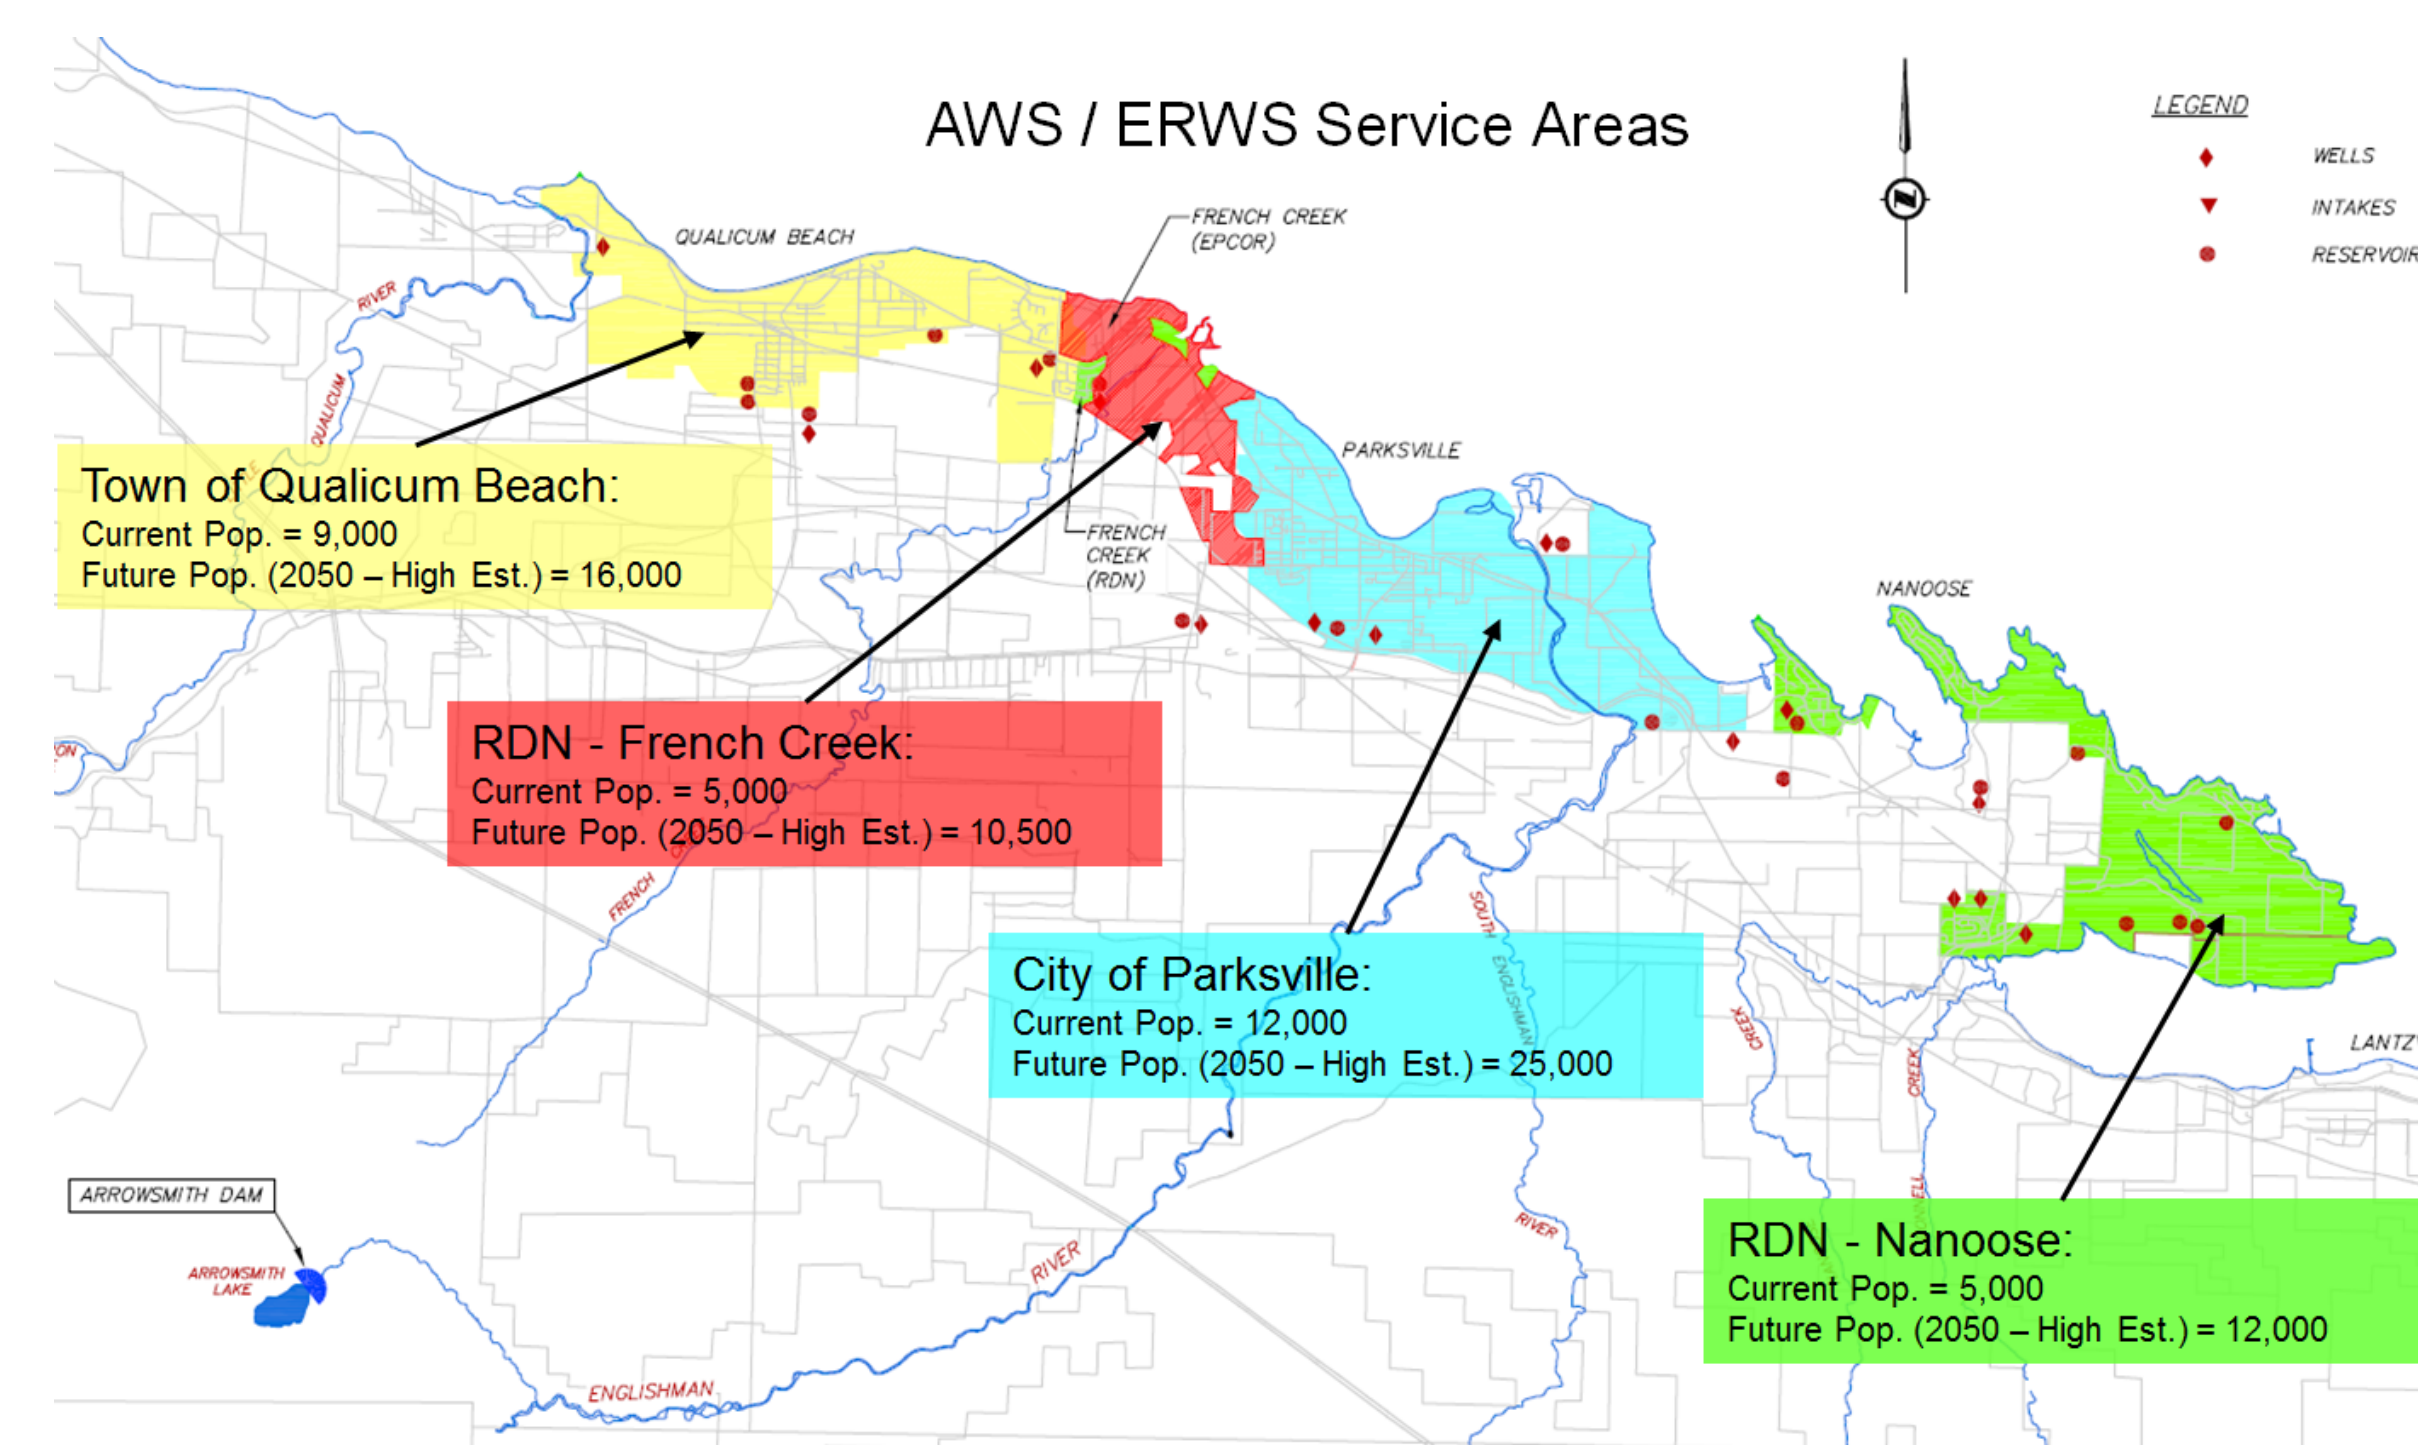 AWS / ERWS Service Areas
LEGEND
WELLS
INTAKES
RESERVOIR
QUALICUM BEACH
FRENCH CREEK
(EPCOR)
RIVER
QUALICUM
PARKSVILLE
Town of Qualicum Beach:
Current Pop. = 9,000
Future Pop. (2050 – High Est.) = 16,000
FRENCH
CREEK
(RDN)
NANOOSE
RDN - French Creek:
Current Pop. = 5,000
Future Pop. (2050 – High Est.) = 10,500
FRENCH
CREEK
SOUTH
ENGLISHMAN
RIVER
City of Parksville:
Current Pop. = 12,000
Future Pop. (2050 – High Est.) = 25,000
CREEK
CREEK
ARROWSMITH DAM
ARROWSMITH
LAKE
RIVER
ENGLISHMAN
RDN - Nanoose:
Current Pop. = 5,000
Future Pop. (2050 – High Est.) = 12,000